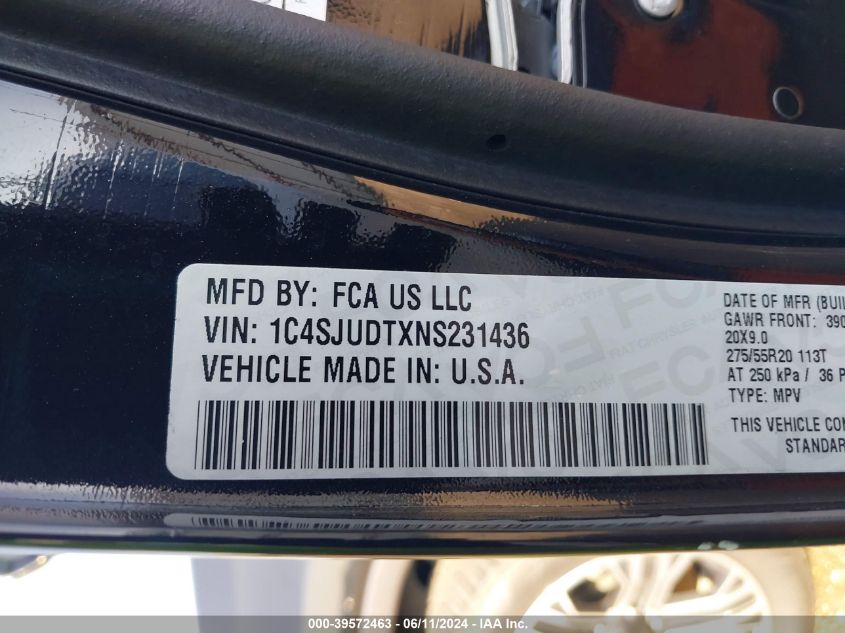 MFD BY: FCA US LLC
VIN: 1C4SJUDTXNS231436
VEHICLE MADE IN: U.S.A.
DATE OF MFR (BUIL
GAWR FRONT: 390
20X9.0
275/55R20 113T
AT 250 kPa / 36 P
TYPE: MPV
THIS VEHICLE CON
STANDAR
000-39572463 - 06/11/2024 - © IAA Inc.